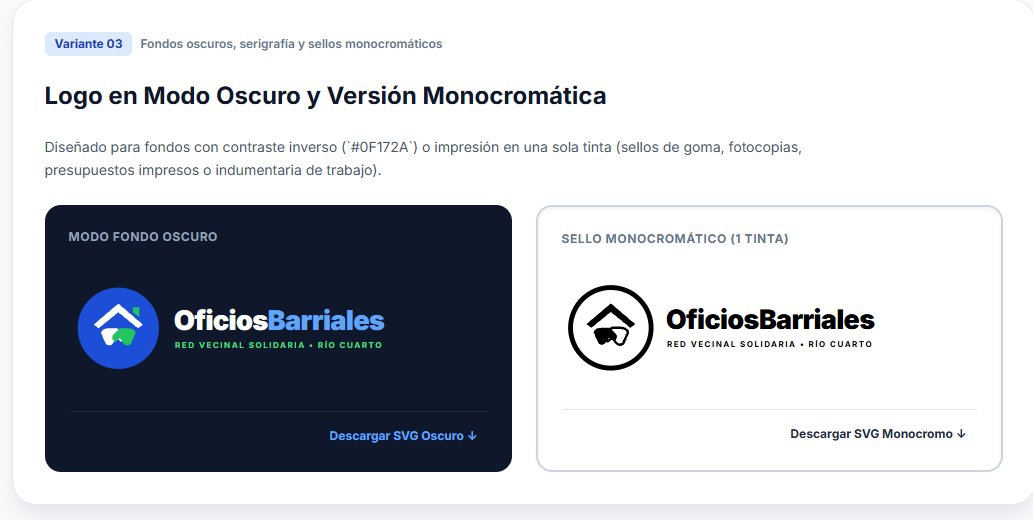 Variante 03 Fondos oscuros, serigrafía y sellos monocromáticos
Logo en Modo Oscuro y Versión Monocromática
Diseñado para fondos con contraste inverso (`#0F172A`) o impresión en una sola tinta (sellos de goma, fotocopias,
presupuestos impresos o indumentaria de trabajo).
MODO FONDO OSCURO
OficiosBarriales
RED VECINAL SOLIDARIA • RÍO CUARTO
Descargar SVG Oscuro ↓
SELLO MONOCROMÁTICO (1 TINTA)
OficiosBarriales
RED VECINAL SOLIDARIA • RÍO CUARTO
Descargar SVG Monocromo ↓